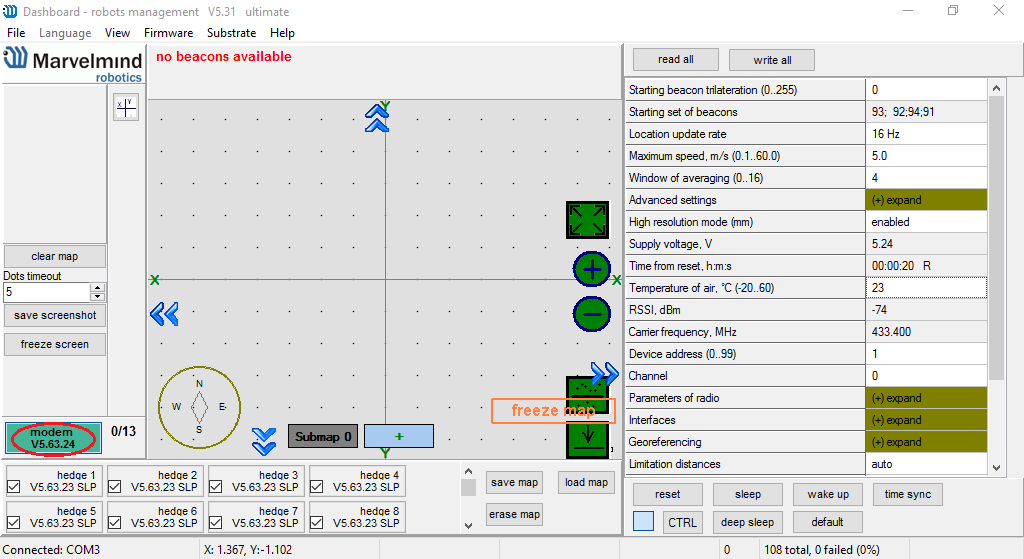 Dashboard - robots management V5.31 ultimate
File Language View Firmware Substrate Help
Marvelmind
robotics
no beacons available
Y
X
X
Y
clear map
Dots timeout
5
save screenshot
freeze screen
modem
V5.63.24
0/13
N
W E
S
freeze map
Submap 0
+
read all write all
Starting beacon trilateration (0..255) 0
Starting set of beacons 93; 92;94;91
Location update rate 16 Hz
Maximum speed, m/s (0.1..60.0) 5.0
Window of averaging (0..16) 4
Advanced settings (+) expand
High resolution mode (mm) enabled
Supply voltage, V 5.24
Time from reset, h:m:s 00:00:20 R
Temperature of air, °C (-20..60) 23
RSSI, dBm -74
Carrier frequency, MHz 433.400
Device address (0..99) 1
Channel 0
Parameters of radio (+) expand
Interfaces (+) expand
Georeferencing (+) expand
Limitation distances auto
hedge 1 hedge 2 hedge 3 hedge 4
V5.63.23 SLP V5.63.23 SLP V5.63.23 SLP V5.63.23 SLP
hedge 5 hedge 6 hedge 7 hedge 8
V5.63.23 SLP V5.63.23 SLP V5.63.23 SLP V5.63.23 SLP
save map load map
erase map
reset sleep wake up time sync
CTRL deep sleep default
Connected: COM3 X: 1.367, Y:-1.102 0 108 total, 0 failed (0%)